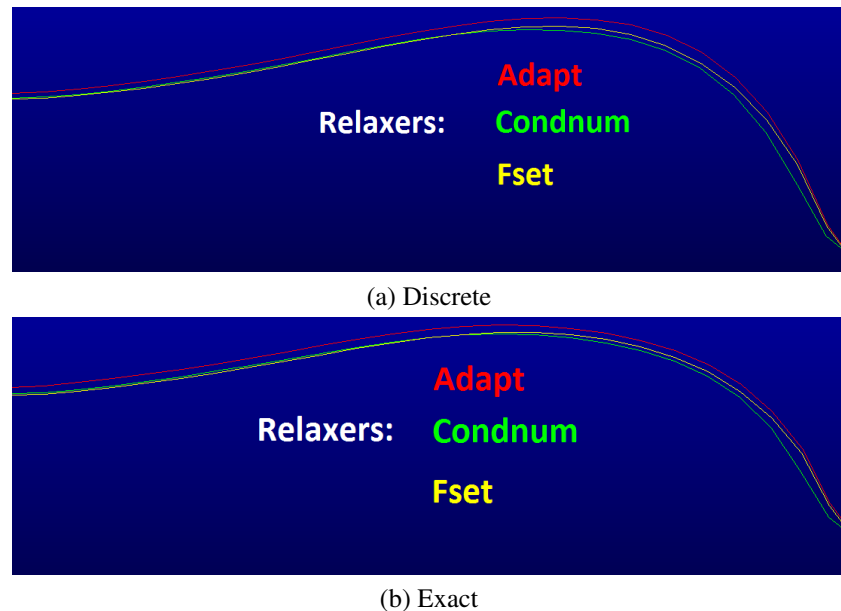 Adapt
Relaxers: Condnum
Fset
(a) Discrete
Adapt
Relaxers: Condnum
Fset
(b) Exact